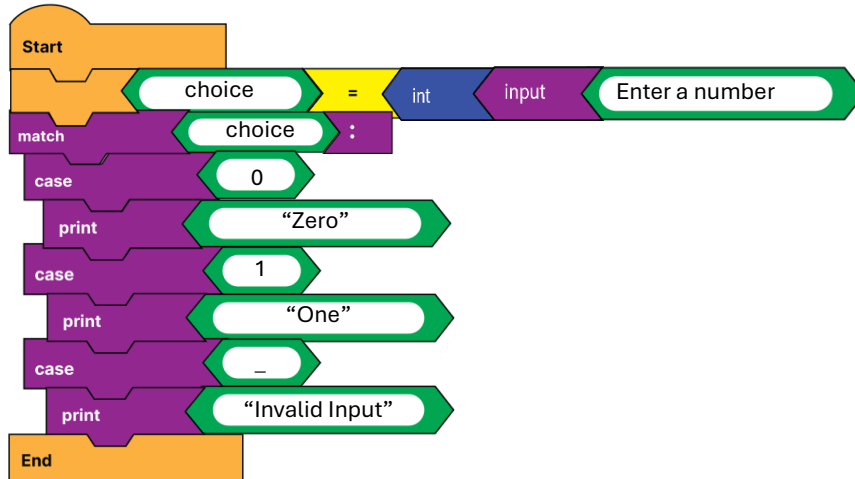 Start
choice = int input Enter a number
match choice :
case 0
print “Zero”
case 1
print “One”
case _
print “Invalid Input”
End